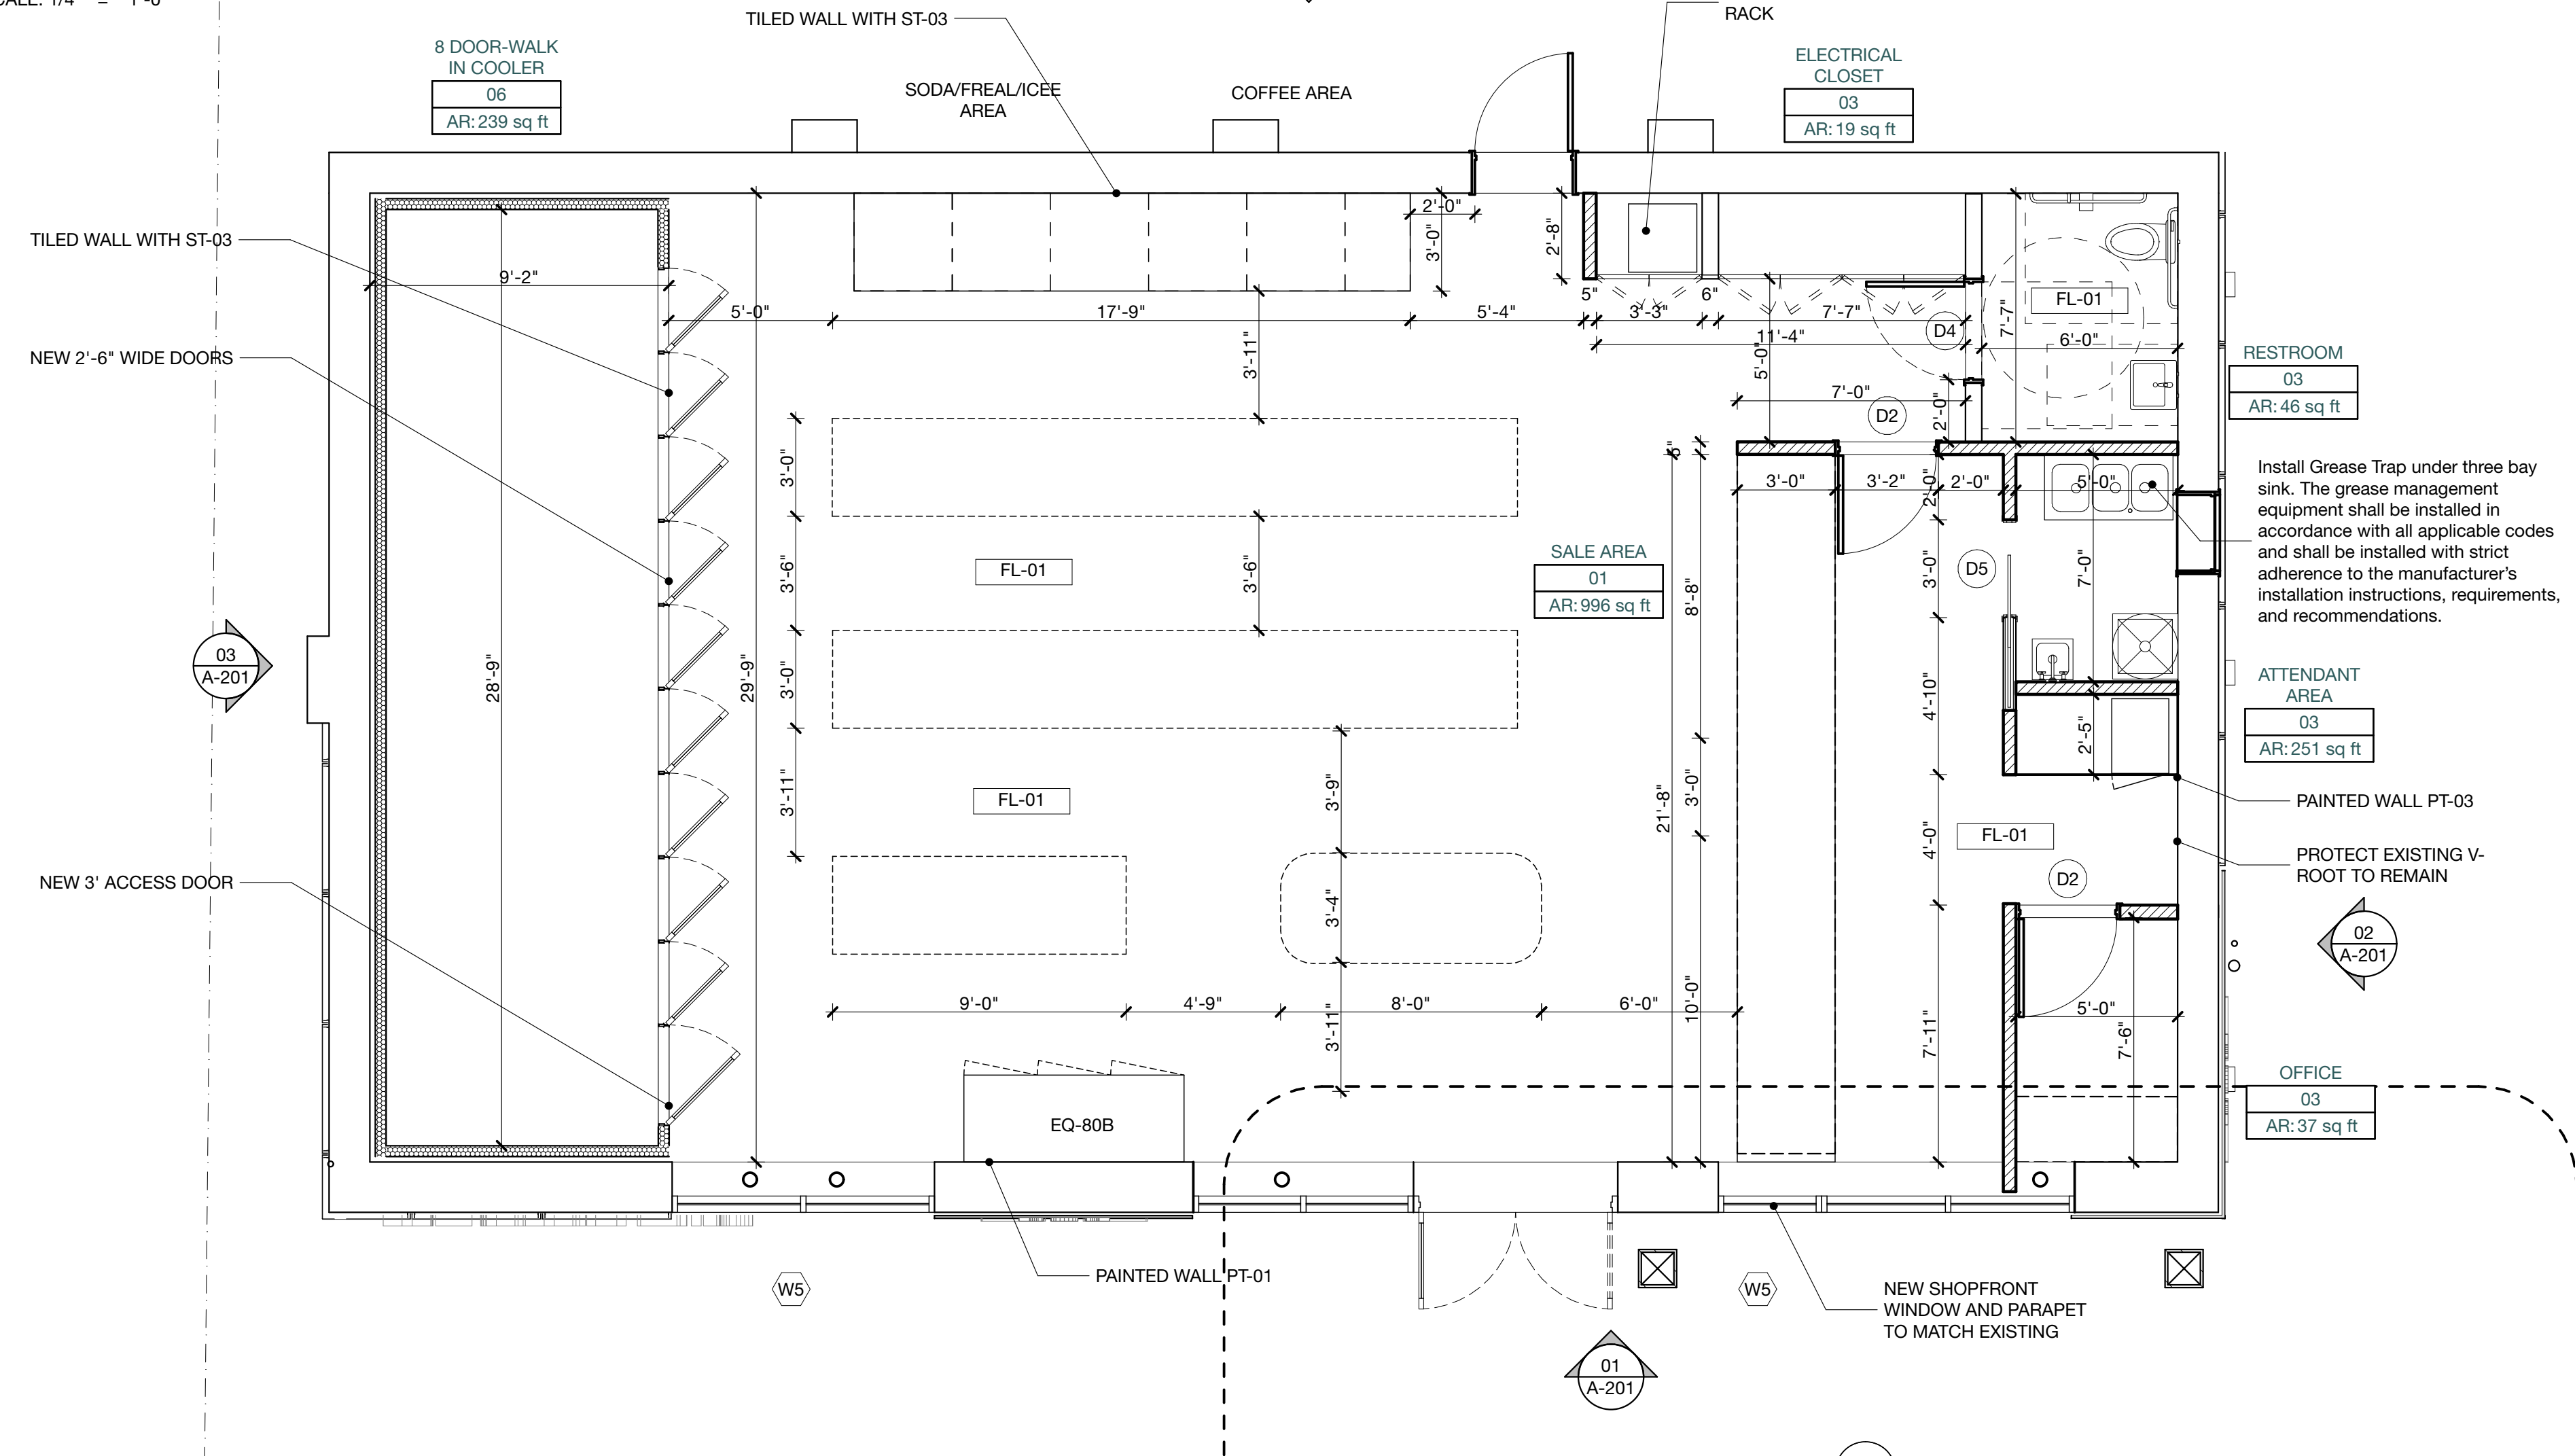 TILED WALL WITH ST-03
RACK
8 DOOR-WALK
IN COOLER
06
AR: 239 sq ft
SODA/FREAL/ICEE
AREA
COFFEE AREA
ELECTRICAL
CLOSET
03
AR: 19 sq ft
TILED WALL WITH ST-03
NEW 2'-6" WIDE DOORS
NEW 3' ACCESS DOOR
9'-2"
28'-9"
5'-0"
17'-9"
5'-4"
5"
3'-3"
6"
7'-7"
11'-4"
2'-0"
3'-0"
2'-8"
29'-9"
3'-11"
3'-0"
3'-6"
3'-0"
3'-11"
3'-6"
FL-01
FL-01
3'-9"
3'-4"
3'-11"
9'-0"
4'-9"
8'-0"
6'-0"
SALE AREA
01
AR: 996 sq ft
21'-8"
8'-8"
3'-0"
10'-0"
5'-0"
7'-0"
D2
D4
2'-0"
7'-7"
FL-01
6'-0"
RESTROOM
03
AR: 46 sq ft
3'-0"
3'-2"
2'-0"
2'-0"
5'-0"
3'-0"
D5
7'-0"
4'-10"
2'-5"
4'-0"
FL-01
D2
7'-11"
5'-0"
7'-6"
Install Grease Trap under three bay
sink. The grease management
equipment shall be installed in
accordance with all applicable codes
and shall be installed with strict
adherence to the manufacturer’s
installation instructions, requirements,
and recommendations.
ATTENDANT
AREA
03
AR: 251 sq ft
PAINTED WALL PT-03
PROTECT EXISTING V-
ROOT TO REMAIN
02
A-201
OFFICE
03
AR: 37 sq ft
03
A-201
EQ-80B
PAINTED WALL PT-01
W5
W5
NEW SHOPFRONT
WINDOW AND PARAPET
TO MATCH EXISTING
01
A-201